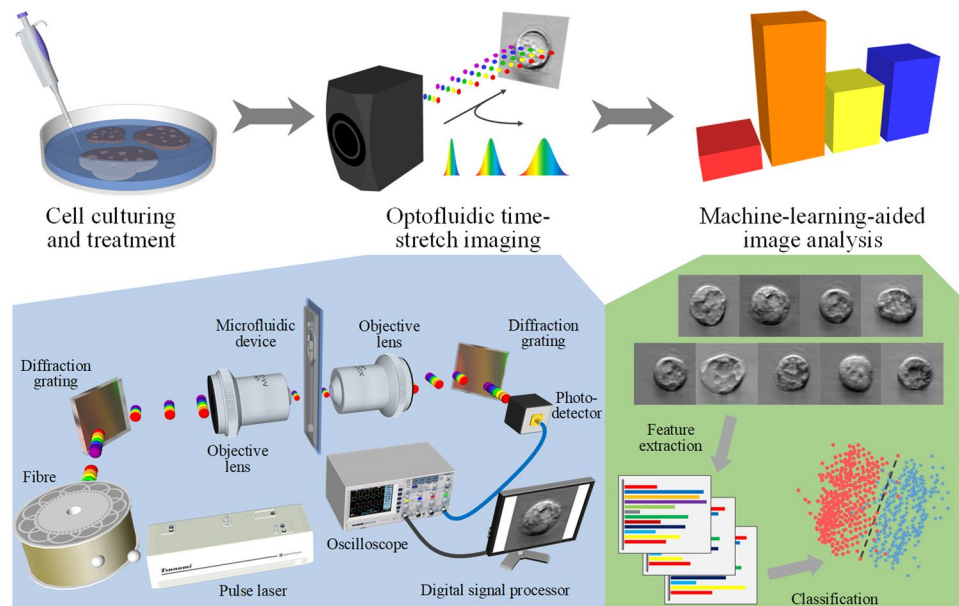 Cell culturing
and treatment
Optofluidic time-
stretch imaging
Machine-learning-aided
image analysis
Diffraction
grating
Microfluidic
device
Objective
lens
Diffraction
grating
Photo-
detector
Objective
lens
Fibre
Oscilloscope
Tsunami
Pulse laser
Digital signal processor
Feature
extraction
Classification